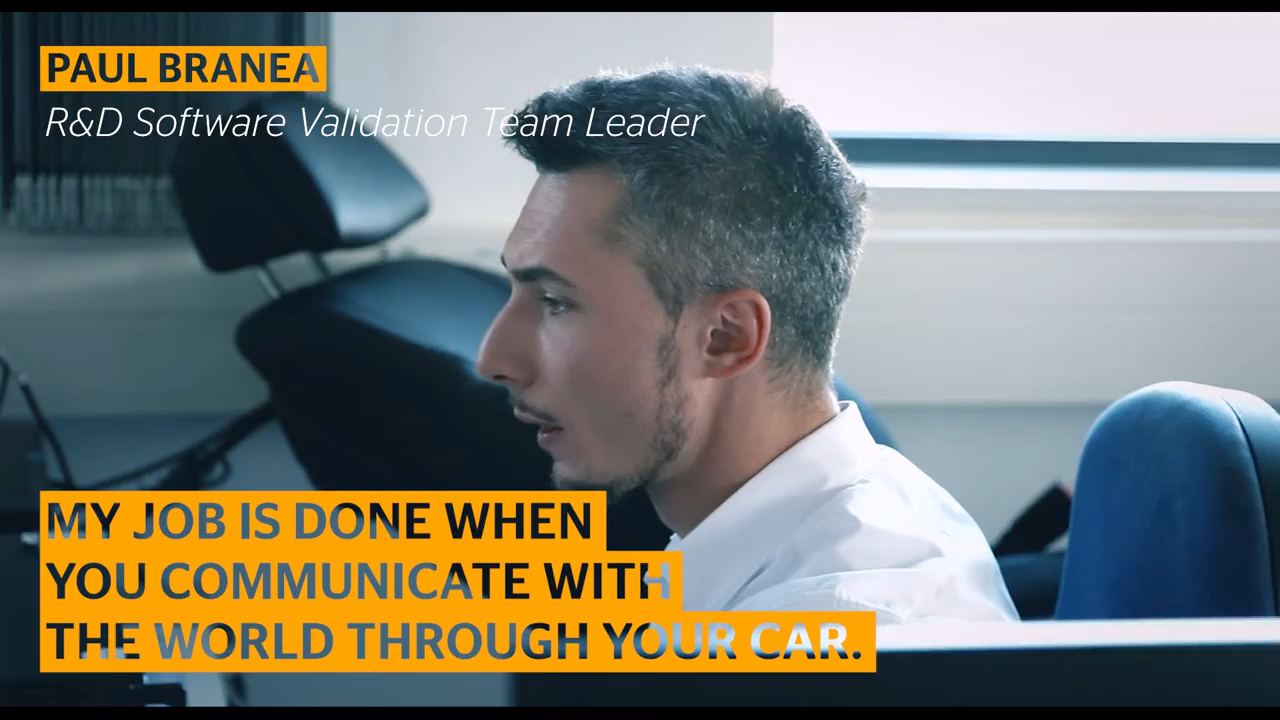 PAUL BRANEA
R&D Software Validation Team Leader
MY JOB IS DONE WHEN
YOU COMMUNICATE WITH
THE WORLD THROUGH YOUR CAR.